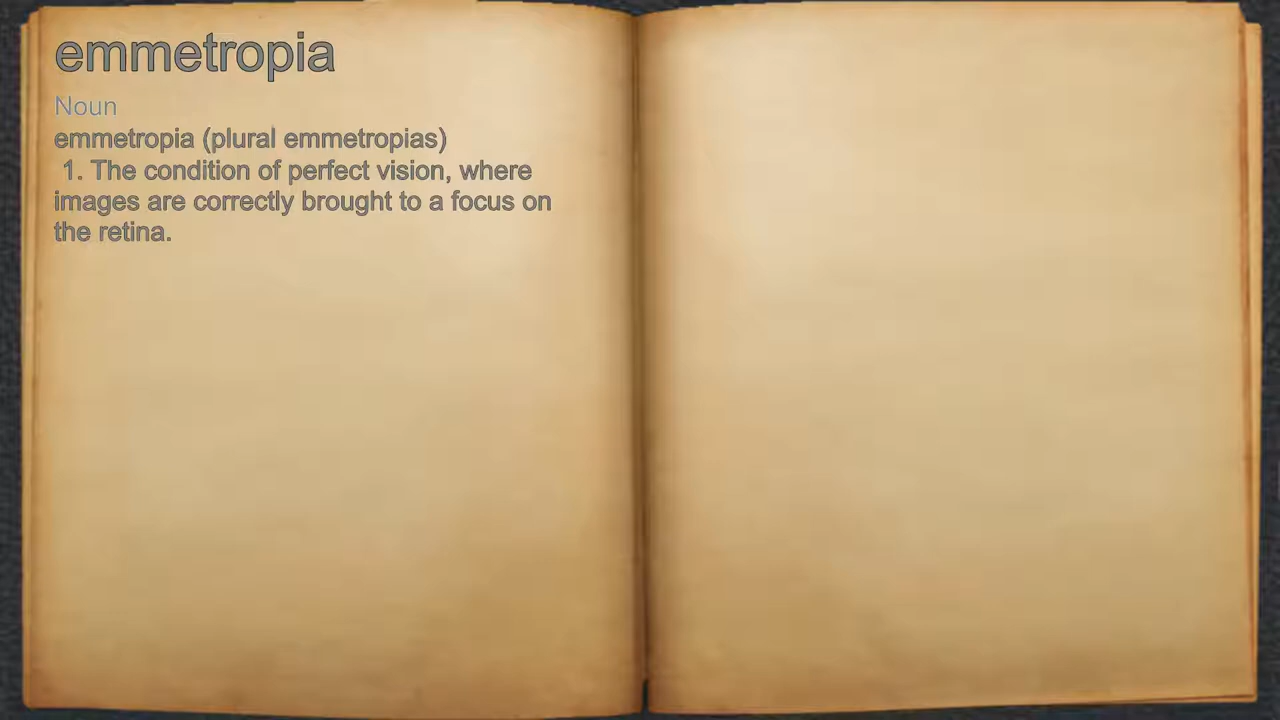 emmetropia
Noun
emmetropia (plural emmetropias)
1. The condition of perfect vision, where
images are correctly brought to a focus on
the retina.